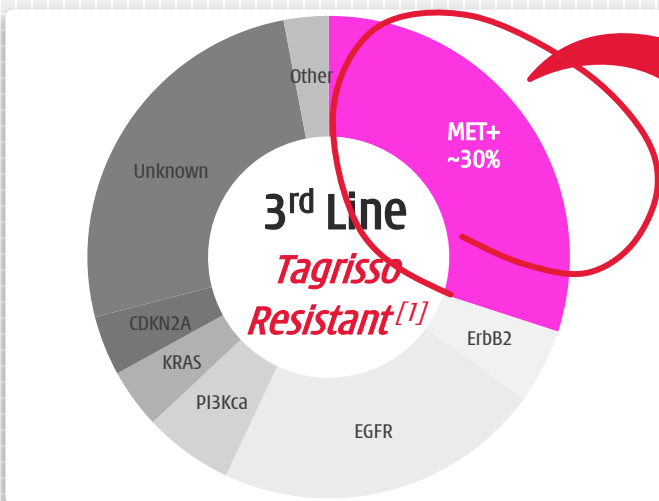 Other
MET+
~30%
Unknown
3rd Line
Tagrisso
Resistant [1]
CDKN2A
ErbB2
KRAS
PI3Kca
EGFR